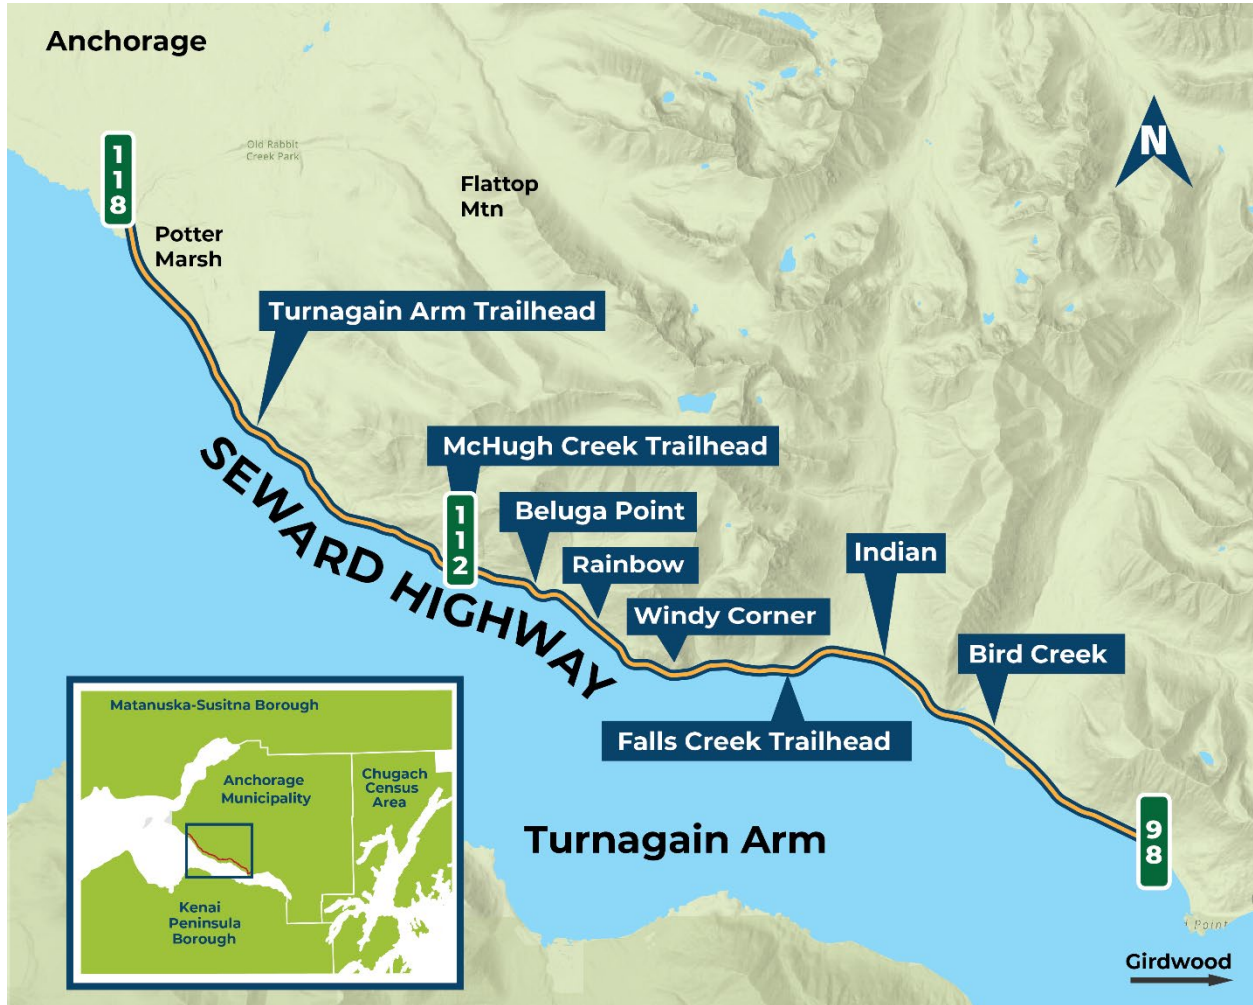 Anchorage
118
Old Rabbit
Creek Park
Flattop
Mtn
N
Potter
Marsh
Turnagain Arm Trailhead
McHugh Creek Trailhead
112
Beluga Point
Rainbow
Windy Corner
Indian
Bird Creek
SEWARD HIGHWAY
Falls Creek Trailhead
Turnagain Arm
98
Point
Girdwood
Matanuska-Susitna Borough
Anchorage
Municipality
Chugach
Census
Area
Kenai
Peninsula
Borough